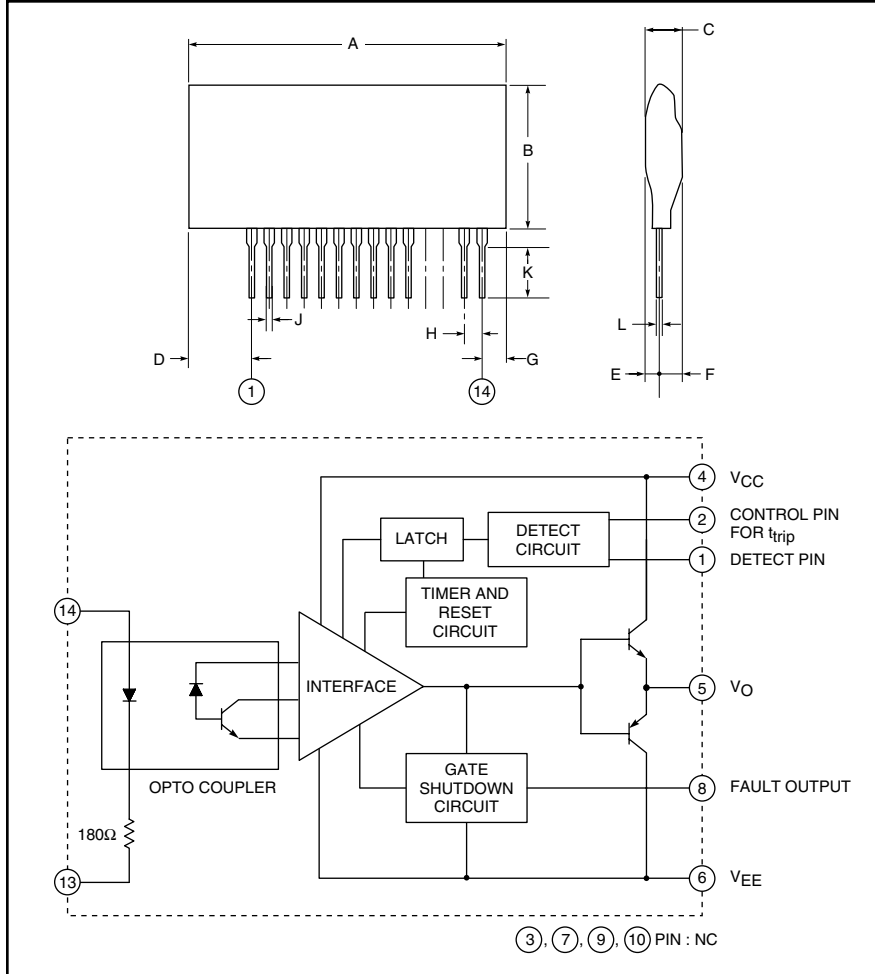 A
C
B
K
J
H
L
D
G
E
F
1
14
4 VCC
2 CONTROL PIN
FOR ttrip
LATCH
DETECT
CIRCUIT
1 DETECT PIN
TIMER AND
RESET
CIRCUIT
14
INTERFACE
5 VO
OPTO COUPLER
GATE
SHUTDOWN
CIRCUIT
8 FAULT OUTPUT
180Ω
13
6 VEE
3, 7, 9, 10 PIN : NC